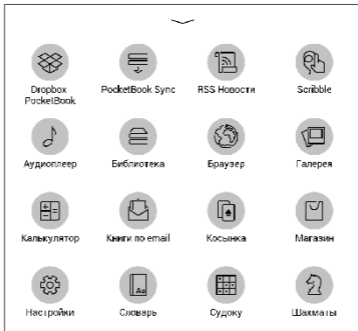 Dropbox PocketBook Sync RSS Новости Scribble
PocketBook
Аудиоплеер Библиотека Браузер Галерея
Калькулятор Книги по email Косынка Магазин
Aa
Настройки Словарь Судоку Шахматы